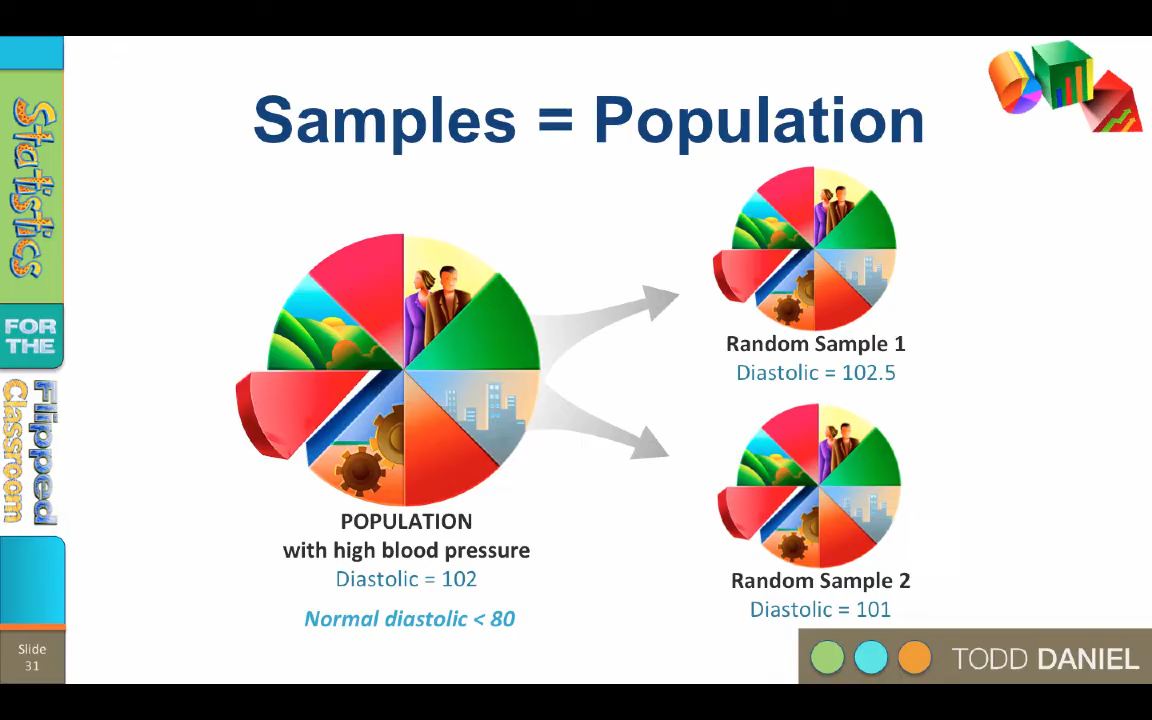 Samples = Population
Statistics
FOR
THE
Flipped
Classroom
Random Sample 1
Diastolic = 102.5
POPULATION
with high blood pressure
Diastolic = 102
Normal diastolic < 80
Random Sample 2
Diastolic = 101
Slide
31
TODD DANIEL